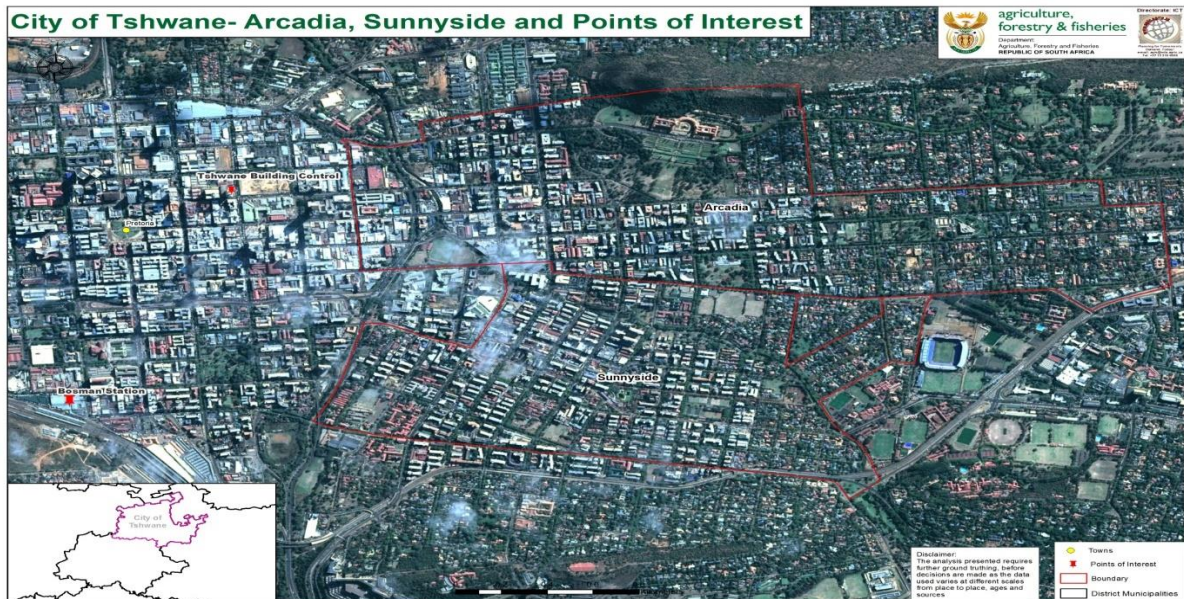 City of Tshwane- Arcadia, Sunnyside and Points of Interest
agriculture,
forestry & fisheries
Department:
Agriculture, Forestry and Fisheries
REPUBLIC OF SOUTH AFRICA
Directorate: ICT
Tshwane Building Control
Pretoria
Arcadia
Sunnyside
Bosman Station
City of
Tshwane
Disclaimer:
The analysis presented requires
further ground truthing, before
decisions are made as the data
used varies at different scales
from place to place, ages and
sources
Towns
Points of Interest
Boundary
District Municipalities